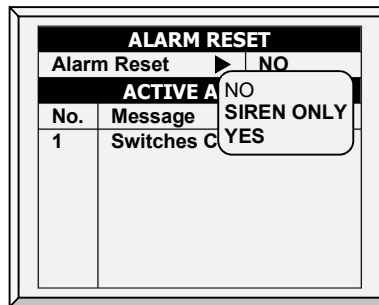 ALARM RESET
Alarm Reset ▶ NO
ACTIVE A
NO
SIREN ONLY
YES
No. Message
1 Switches C